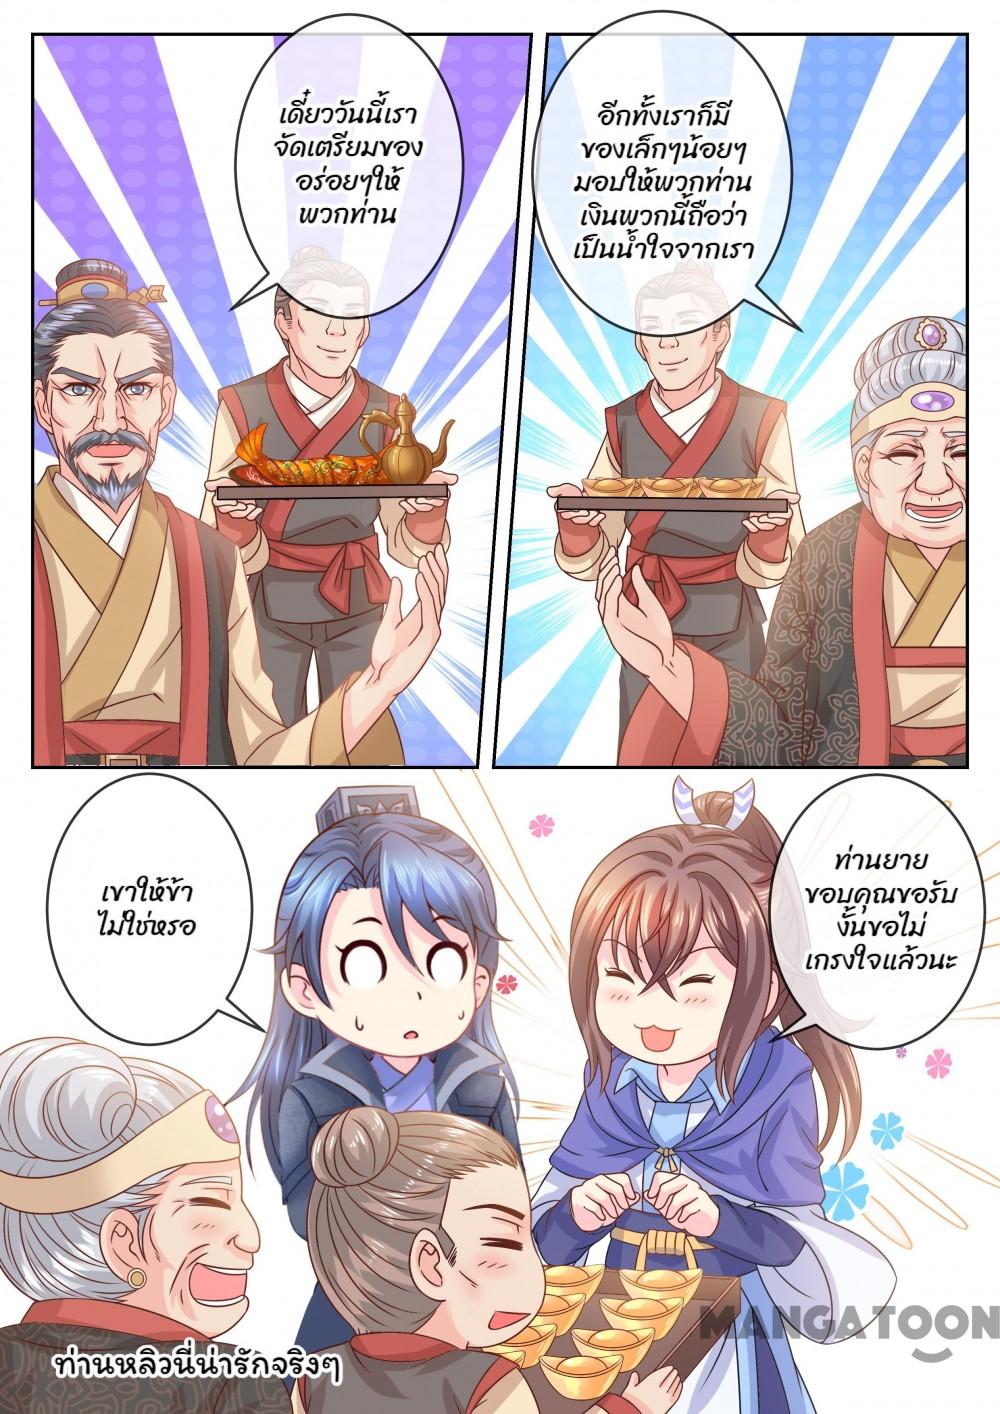 เดี๋ยววันนี้เรา
จัดเตรียมของ
อร่อยๆให้
พวกท่าน
อีกทั้งเราก็มี
ของเล็กๆน้อยๆ
มอบให้พวกท่าน
เงินพวกนี้ถือว่า
เป็นน้ำใจจากเรา
เขาให้ข้า
ไม่ใช่หรอ
ท่านยาย
ขอบคุณขอรับ
งั้นขอไม่
เกรงใจแล้วนะ
MANGATOON
ท่านหลิวนี่น่ารักจริงๆ